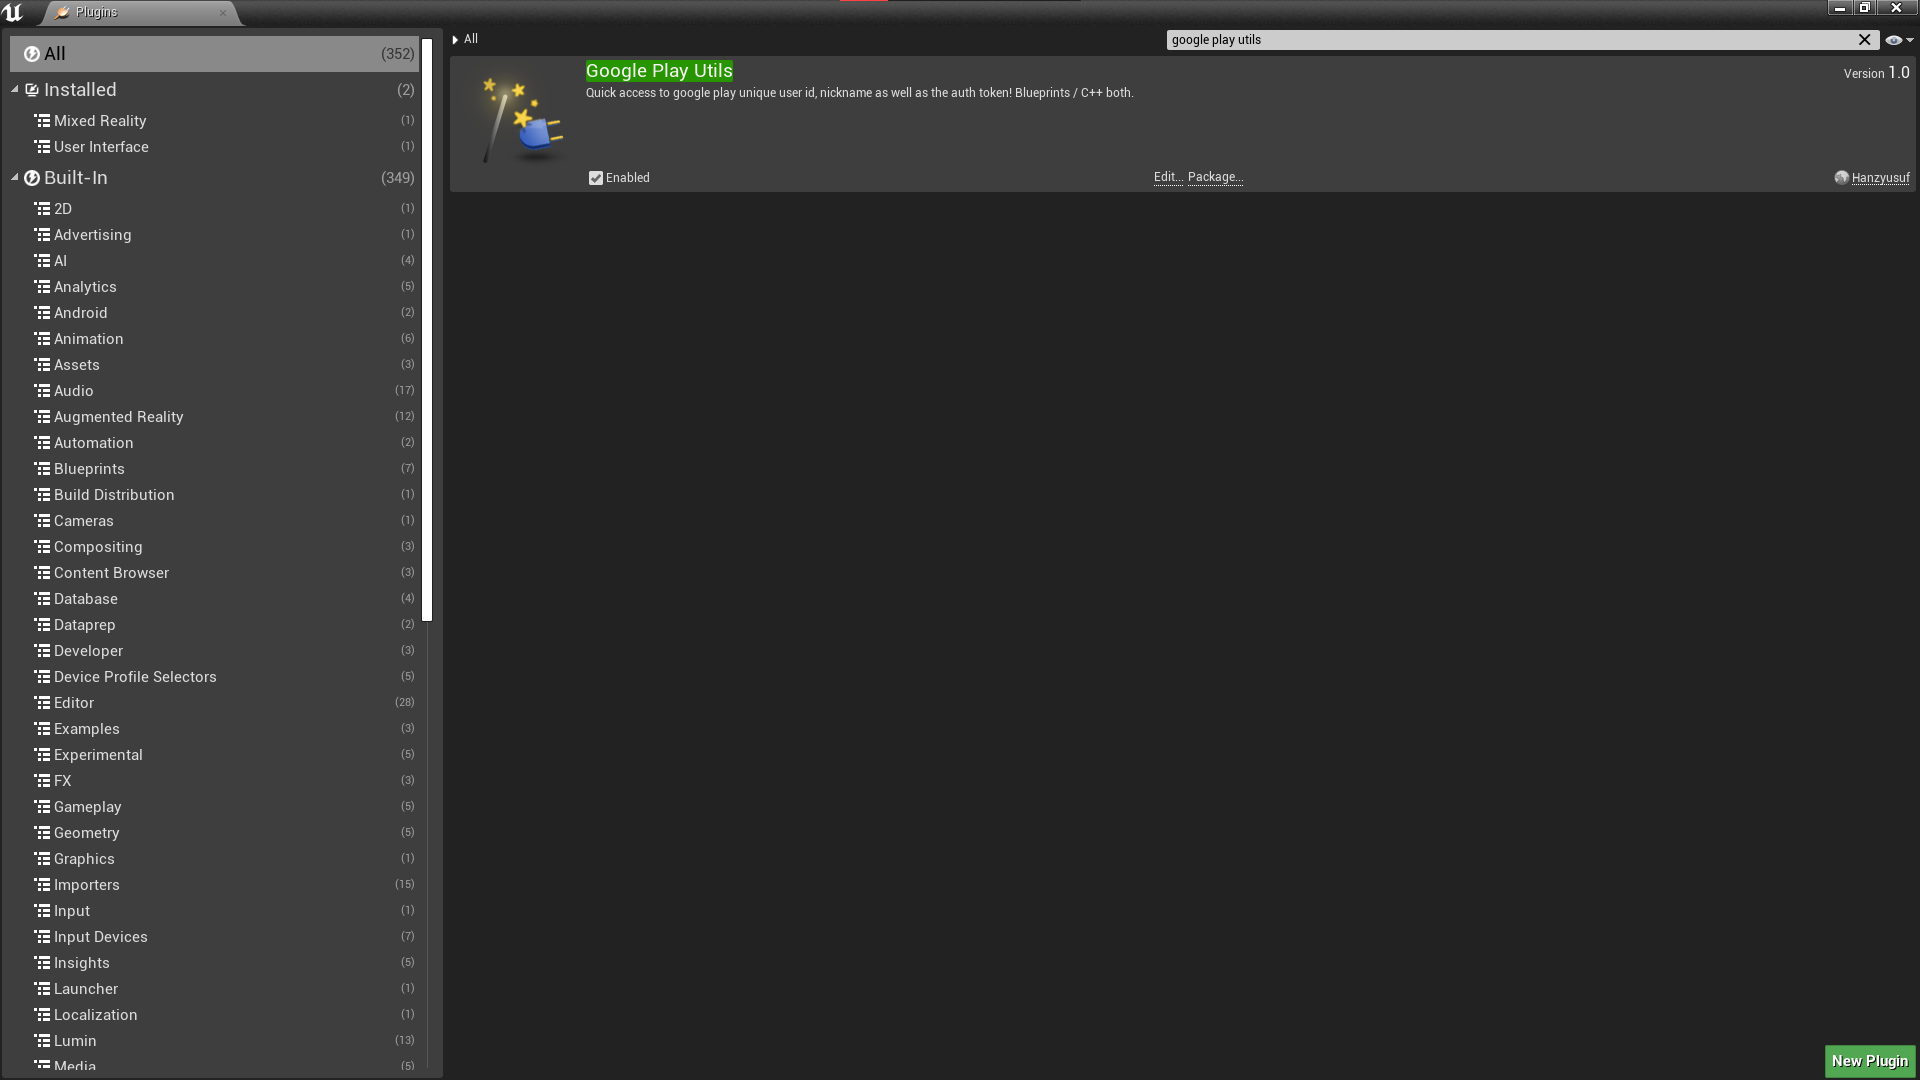 Plugins
All (352)
Installed (2)
Mixed Reality (1)
User Interface (1)
Built-In (349)
2D (1)
Advertising (1)
AI (4)
Analytics (5)
Android (2)
Animation (6)
Assets (3)
Audio (17)
Augmented Reality (12)
Automation (2)
Blueprints (7)
Build Distribution (1)
Cameras (1)
Compositing (3)
Content Browser (3)
Database (4)
Dataprep (2)
Developer (3)
Device Profile Selectors (5)
Editor (28)
Examples (3)
Experimental (5)
FX (3)
Gameplay (5)
Geometry (5)
Graphics (1)
Importers (15)
Input (1)
Input Devices (7)
Insights (5)
Launcher (1)
Localization (1)
Lumin (13)
Media (5)
All
google play utils
Google Play Utils
Version 1.0
Quick access to google play unique user id, nickname as well as the auth token! Blueprints / C++ both.
Enabled
Edit... Package...
Hanzyusuf
New Plugin